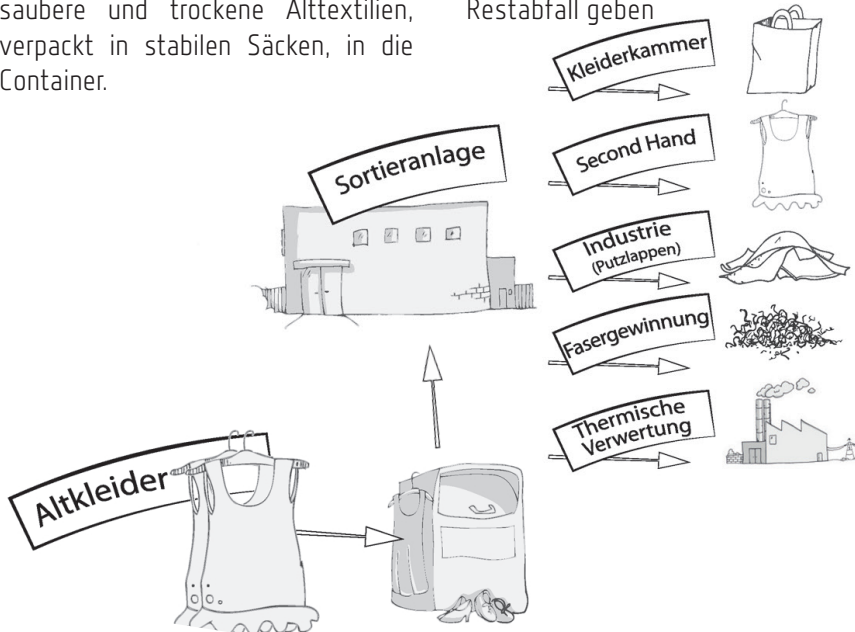 saubere und trockene Alttextilien,
verpackt in stabilen Säcken, in die
Container.
Restabfall geben
Kleiderkammer
Second Hand
Sortieranlage
Industrie
(Putzlappen)
Fasergewinnung
Thermische
Verwertung
Altkleider